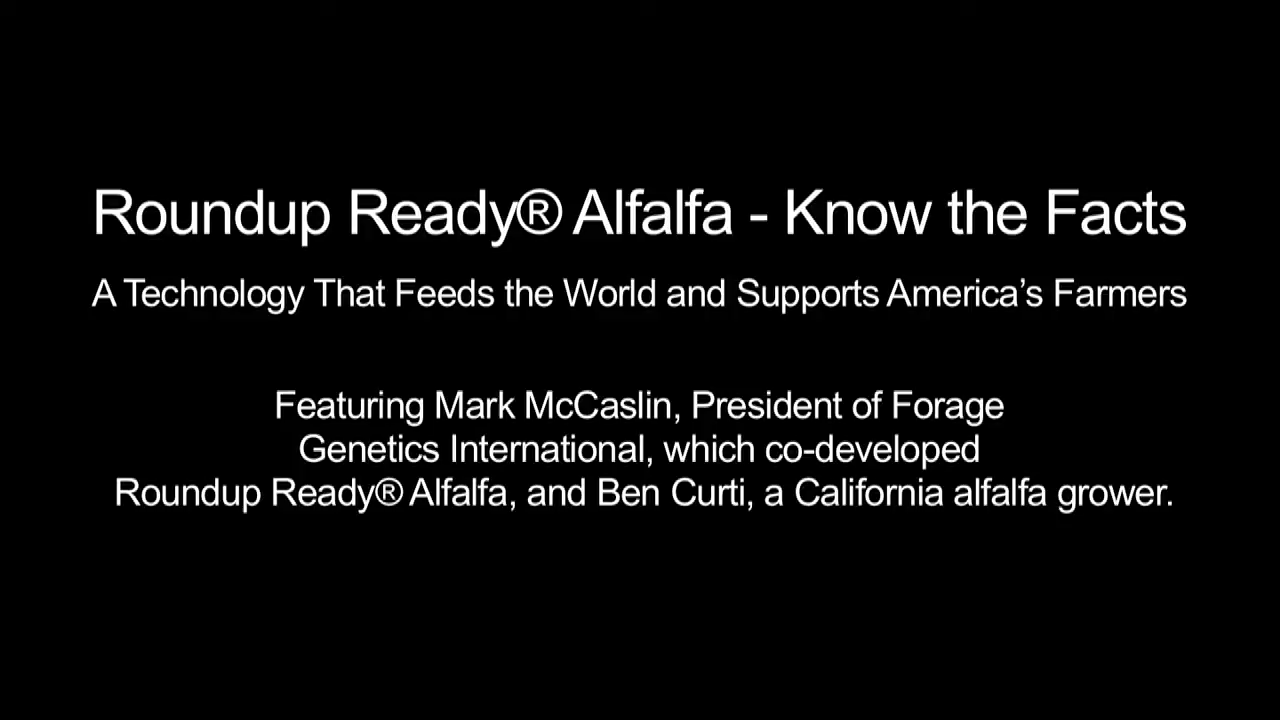 Roundup Ready® Alfalfa - Know the Facts
A Technology That Feeds the World and Supports America’s Farmers
Featuring Mark McCaslin, President of Forage
Genetics International, which co-developed
Roundup Ready® Alfalfa, and Ben Curti, a California alfalfa grower.